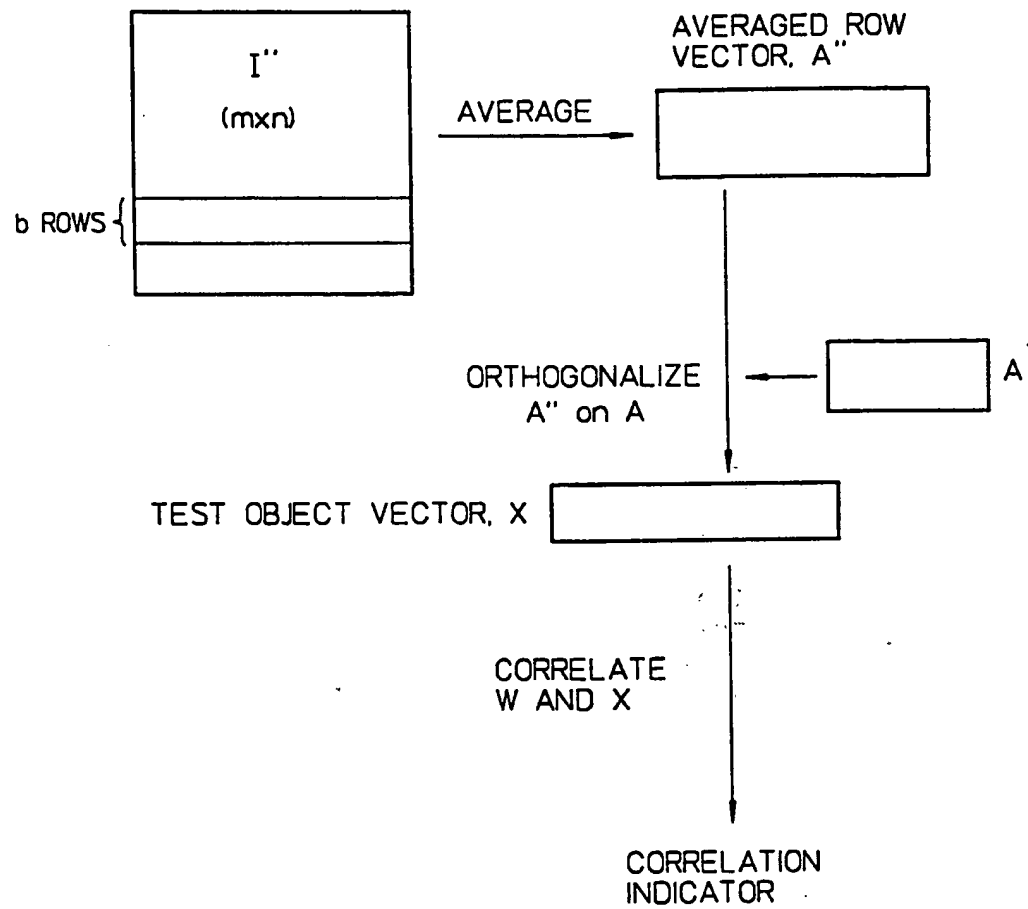 I''
(mxn)
b ROWS
AVERAGE
AVERAGED ROW
VECTOR, A''
ORTHOGONALIZE
A'' on A
A
TEST OBJECT VECTOR, X
CORRELATE
W AND X
CORRELATION
INDICATOR